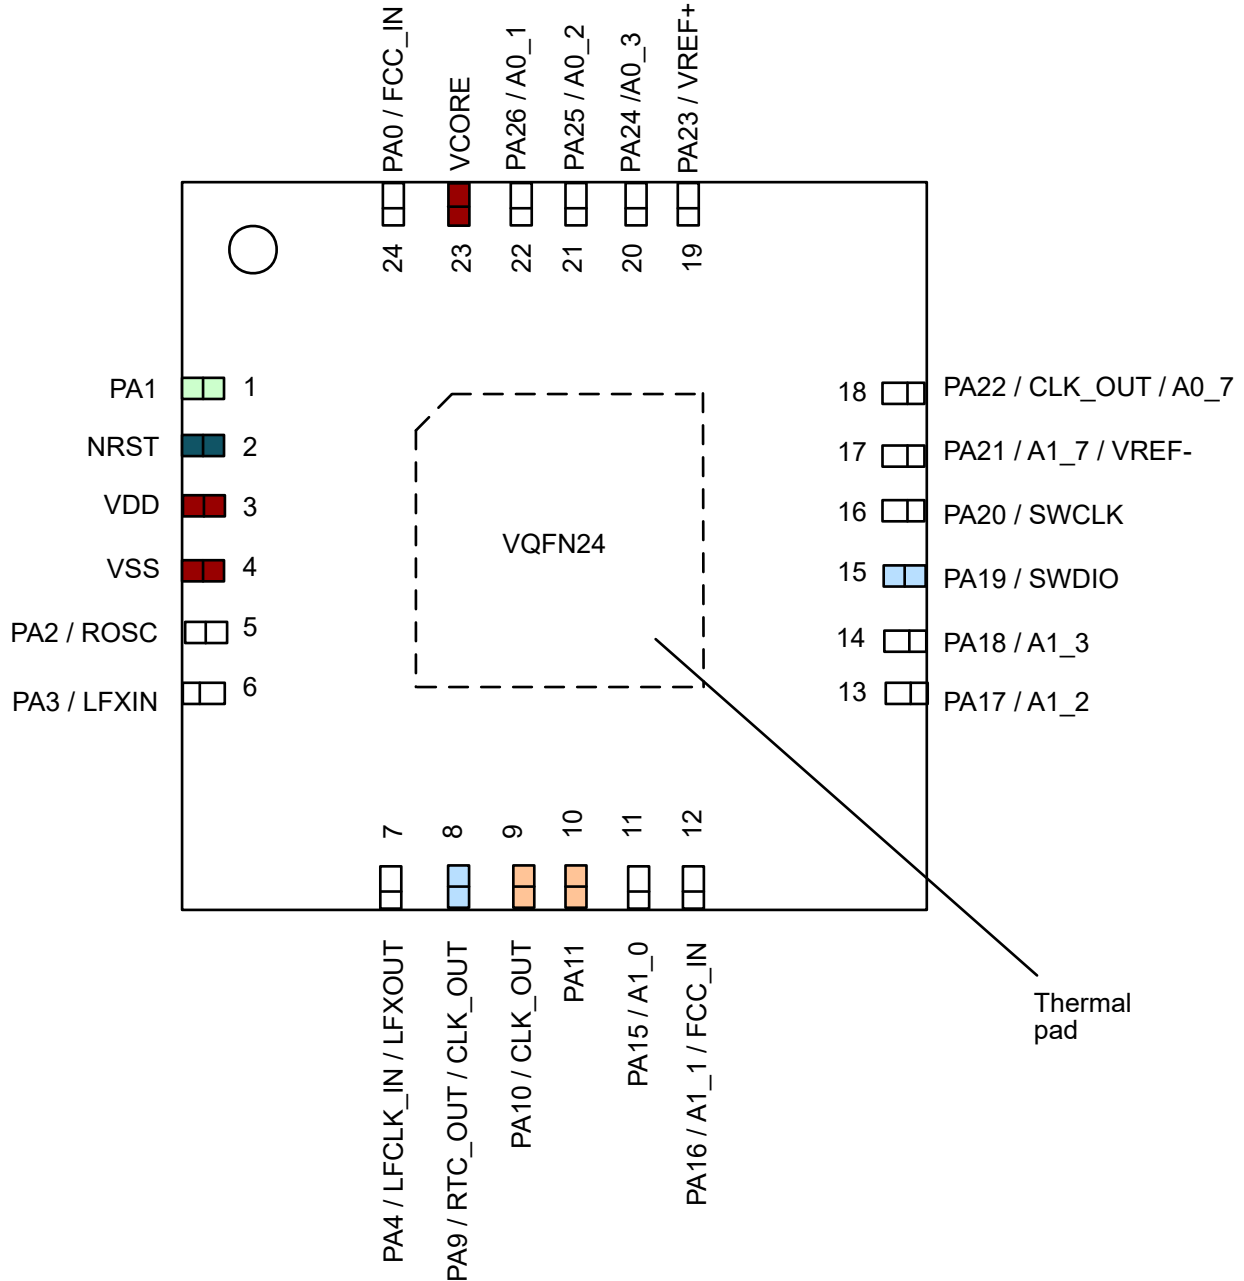 PA0 / FCC_IN
VCORE
PA26 / A0_1
PA25 / A0_2
PA24 /A0_3
PA23 / VREF+
24
23
22
21
20
19
PA1
1
NRST
2
VDD
3
VSS
4
PA2 / ROSC
5
PA3 / LFXIN
6
VQFN24
18
PA22 / CLK_OUT / A0_7
17
PA21 / A1_7 / VREF-
16
PA20 / SWCLK
15
PA19 / SWDIO
14
PA18 / A1_3
13
PA17 / A1_2
7
8
9
10
11
12
PA4 / LFCLK_IN / LFXOUT
PA9 / RTC_OUT / CLK_OUT
PA10 / CLK_OUT
PA11
PA15 / A1_0
PA16 / A1_1 / FCC_IN
Thermal
pad